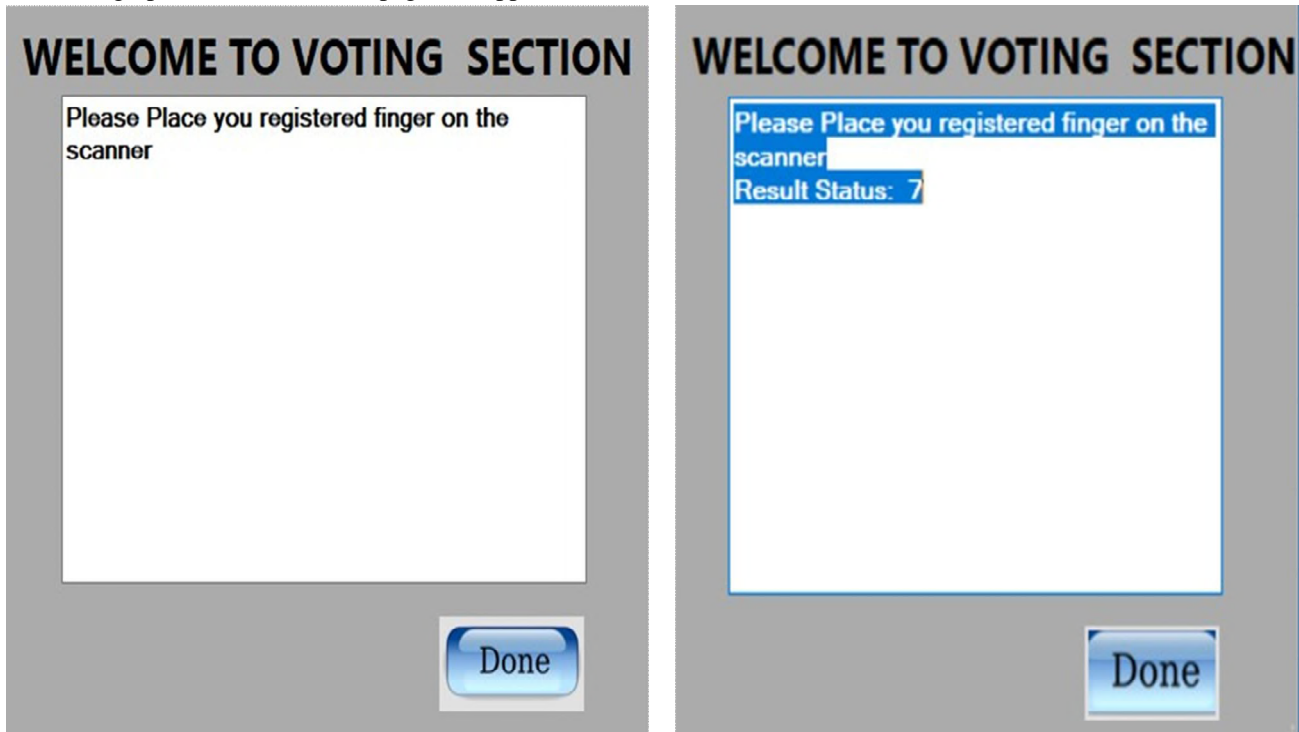 WELCOME TO VOTING SECTION
Please Place you registered finger on the
scanner
Done
WELCOME TO VOTING SECTION
Please Place you registered finger on the
scanner
Result Status: 7
Done